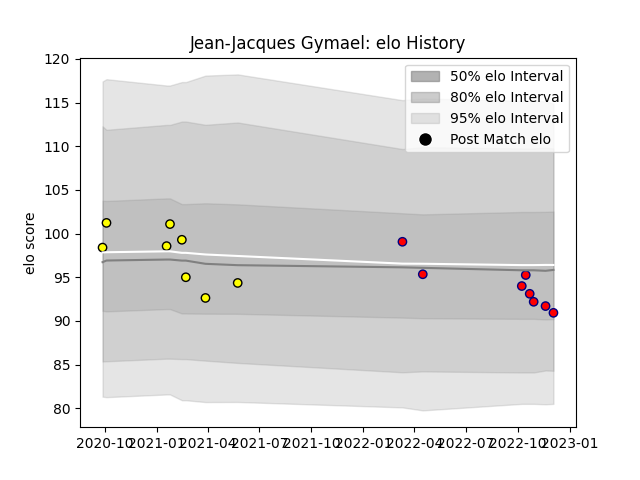 Jean-Jacques Gymael: elo History
120
115
110
105
100
95
90
85
80
elo score
50% elo Interval
80% elo Interval
95% elo Interval
Post Match elo
2020-10 2021-01 2021-04 2021-07 2021-10 2022-01 2022-04 2022-07 2022-10 2023-01